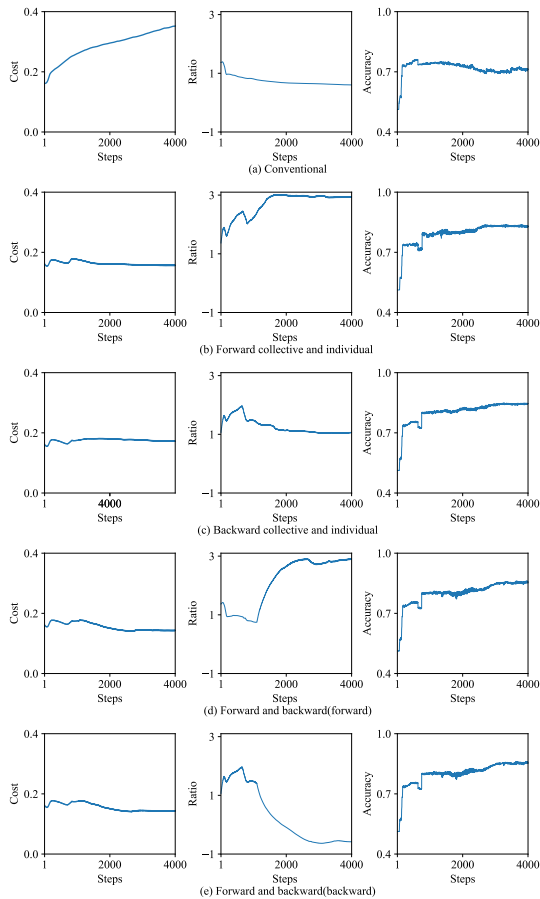 0.4
0.2
0.0
Cost
1
2000
4000
Steps
3
1
−1
Ratio
1
2000
4000
Steps
1.0
0.7
0.4
Accuracy
1
2000
4000
Steps
(a) Conventional
0.4
0.2
0.0
Cost
1
2000
4000
Steps
3
1
−1
Ratio
1
2000
4000
Steps
1.0
0.7
0.4
Accuracy
1
2000
4000
Steps
(b) Forward collective and individual
0.4
0.2
0.0
Cost
1
4000
Steps
3
1
−1
Ratio
1
2000
4000
Steps
1.0
0.7
0.4
Accuracy
1
2000
4000
Steps
(c) Backward collective and individual
0.4
0.2
0.0
Cost
1
2000
4000
Steps
3
1
−1
Ratio
1
2000
4000
Steps
1.0
0.7
0.4
Accuracy
1
2000
4000
Steps
(d) Forward and backward(forward)
0.4
0.2
0.0
Cost
1
2000
4000
Steps
3
1
−1
Ratio
1
2000
4000
Steps
1.0
0.7
0.4
Accuracy
1
2000
4000
Steps
(e) Forward and backward(backward)